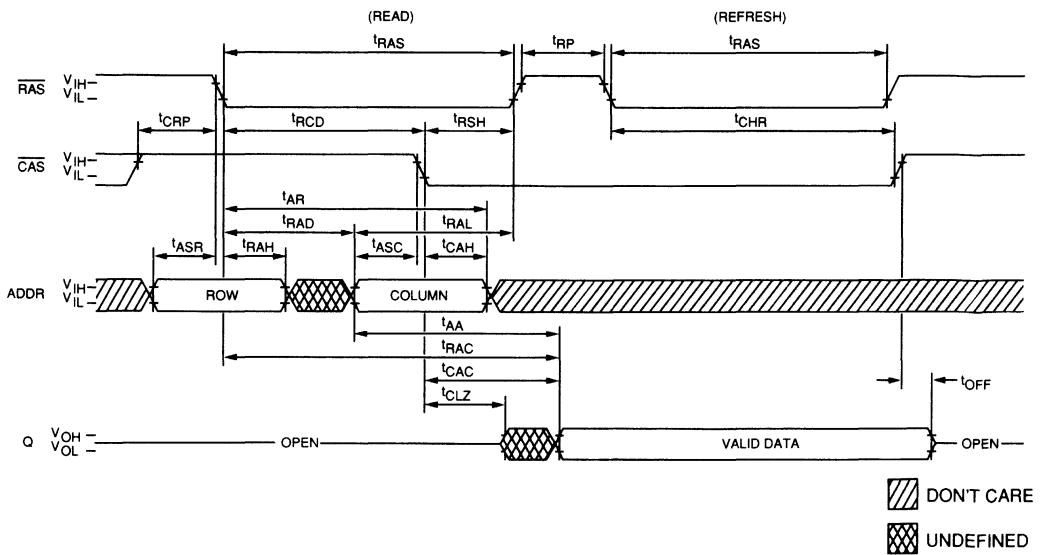 (READ) (REFRESH)
tRAS tRP tRAS
RAS VIH VIL
tCRP tRCD tRSH tCHR
CAS VIH VIL
tAR
tRAD tRAL
tASR tRAH tASC tCAH
ADDR VIH VIL ROW COLUMN
tAA
tRAC
tCAC
tCLZ tOFF
Q VOH VOL OPEN VALID DATA OPEN
DON'T CARE
UNDEFINED